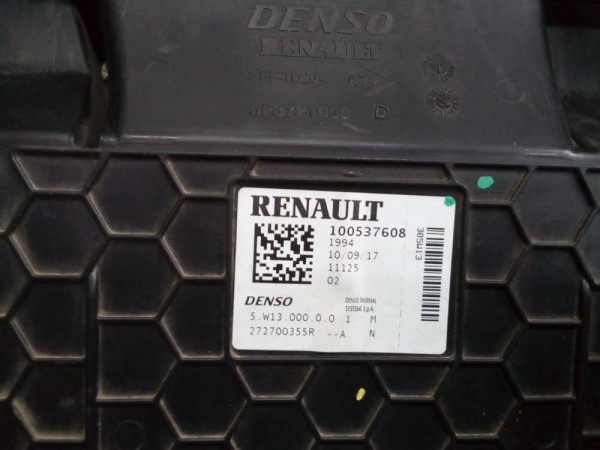 DENSO
RENAULT
D
RENAULT
100537608
1994
10/09 17
11125
02
305W13
DENSO
DENSO THERMAL
SYSTEMS S.p.A.
5.W13.000.0.0 1 M
272700355R --A N